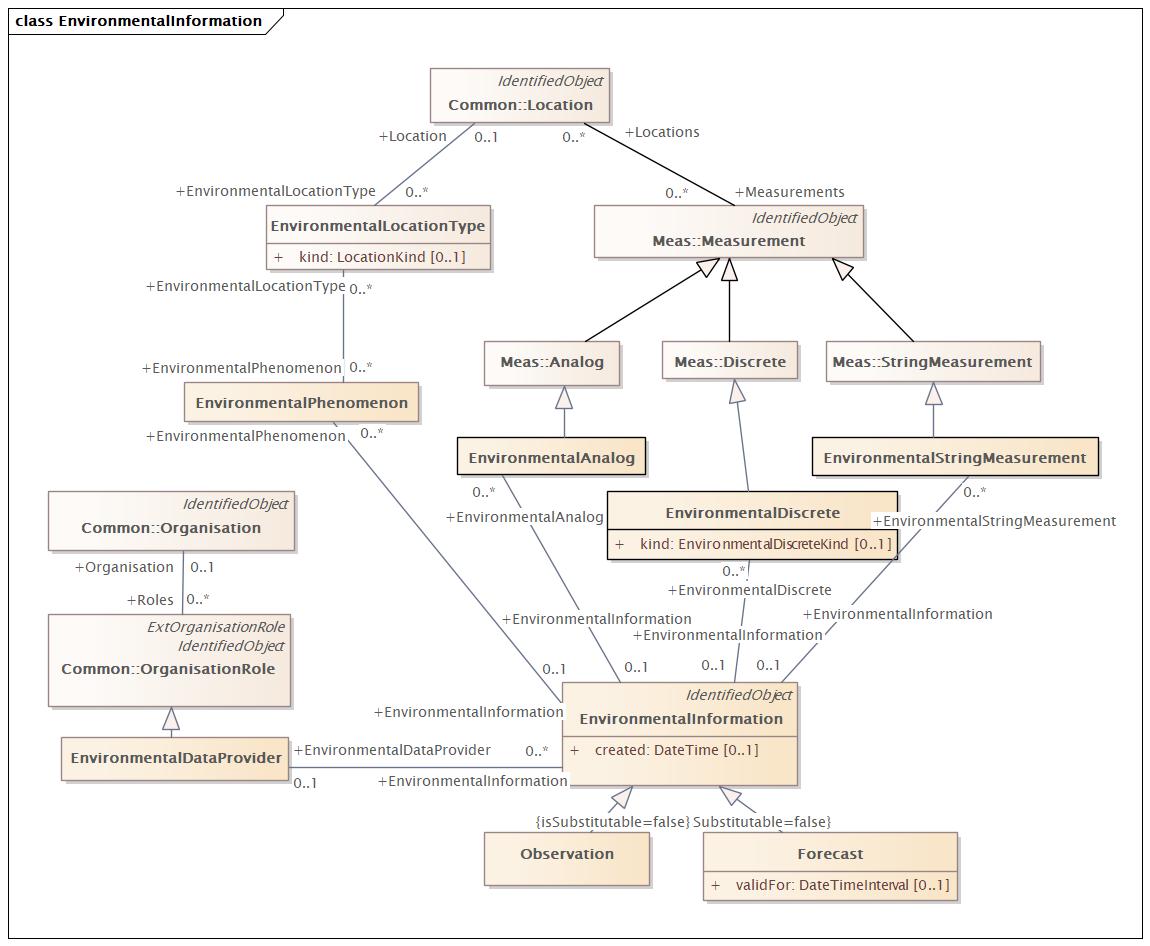 class EnvironmentalInformation
IdentifiedObject
Common::Location
+Location
0..1
0..*
+Locations
+EnvironmentalLocationType
0..*
0..*
+Measurements
EnvironmentalLocationType
+ kind: LocationKind [0..1]
IdentifiedObject
Meas::Measurement
+EnvironmentalLocationType
0..*
Meas::Analog
Meas::Discrete
Meas::StringMeasurement
+EnvironmentalPhenomenon
0..*
EnvironmentalPhenomenon
+EnvironmentalPhenomenon
0..*
EnvironmentalAnalog
EnvironmentalStringMeasurement
0..*
0..*
IdentifiedObject
Common::Organisation
+EnvironmentalAnalog
EnvironmentalDiscrete
+EnvironmentalStringMeasurement
+ kind: EnvironmentalDiscreteKind [0..1]
+Organisation
0..1
0..*
+EnvironmentalDiscrete
+Roles
0..*
+EnvironmentalInformation
+EnvironmentalInformation
+EnvironmentalInformation
ExtOrganisationRole
IdentifiedObject
Common::OrganisationRole
0..1
0..1
0..1
0..1
IdentifiedObject
EnvironmentalInformation
+ created: DateTime [0..1]
+EnvironmentalInformation
EnvironmentalDataProvider
+EnvironmentalDataProvider
0..*
0..1
+EnvironmentalInformation
{isSubstitutable=false}
Substitutable=false}
Observation
Forecast
+ validFor: DateTimeInterval [0..1]